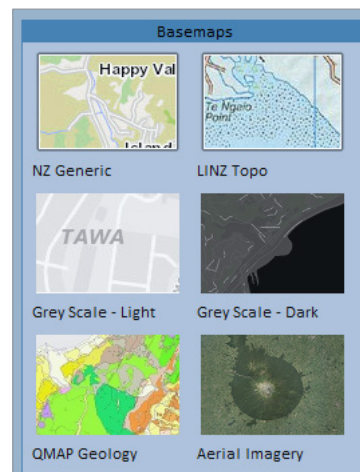 Basemaps
Happy Val
Island
NZ Generic
Te Ngaio
Point
LINZ Topo
TAWA
Grey Scale - Light
Grey Scale - Dark
QMAP Geology
Aerial Imagery